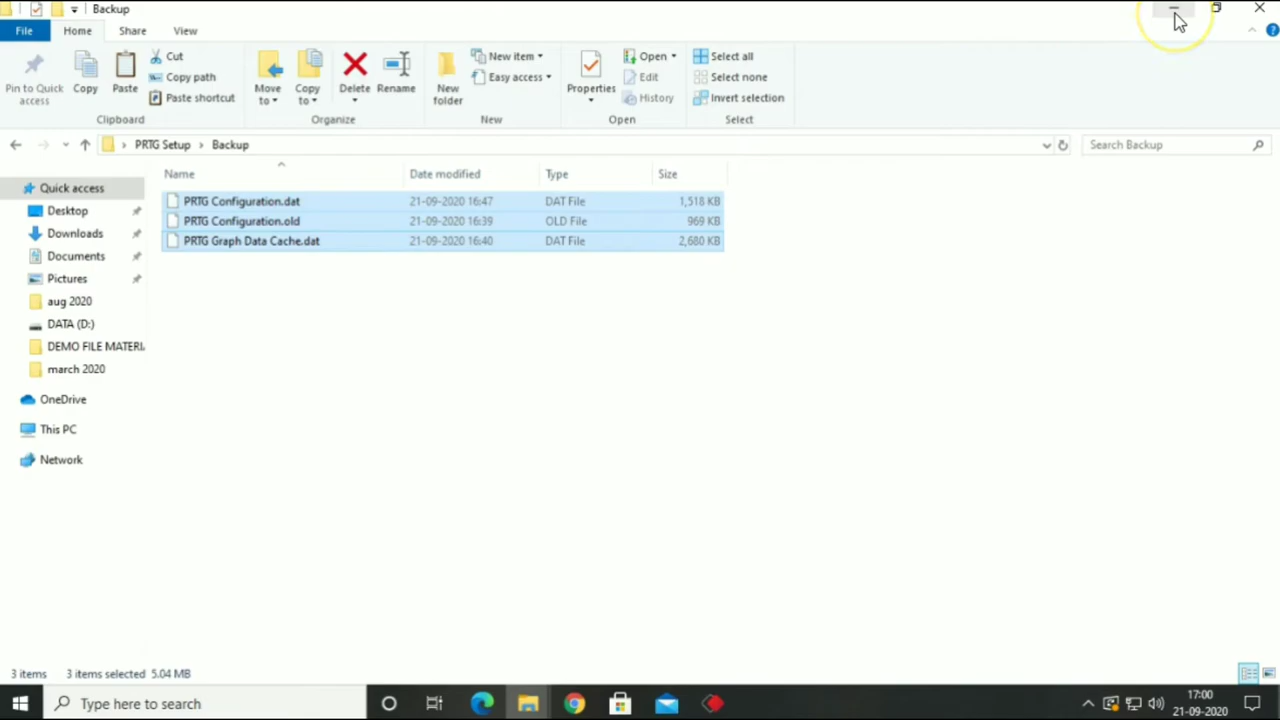 Backup
File
Home
Share
View
Pin to Quick access
Copy
Paste
Cut
Copy path
Paste shortcut
Clipboard
Move to
Copy to
Delete
Rename
Organize
New folder
New item
Easy access
New
Properties
Open
Edit
History
Open
Select all
Select none
Invert selection
Select
PRTG Setup > Backup
Search Backup
Name Date modified Type Size
PRTG Configuration.dat 21-09-2020 16:47 DAT File 1,518 KB
PRTG Configuration.old 21-09-2020 16:39 OLD File 969 KB
PRTG Graph Data Cache.dat 21-09-2020 16:40 DAT File 2,680 KB
Quick access
Desktop
Downloads
Documents
Pictures
aug 2020
DATA (D:)
DEMO FILE MATERI
march 2020
OneDrive
This PC
Network
3 items 3 items selected 5.04 MB
Type here to search
17:00
21-09-2020